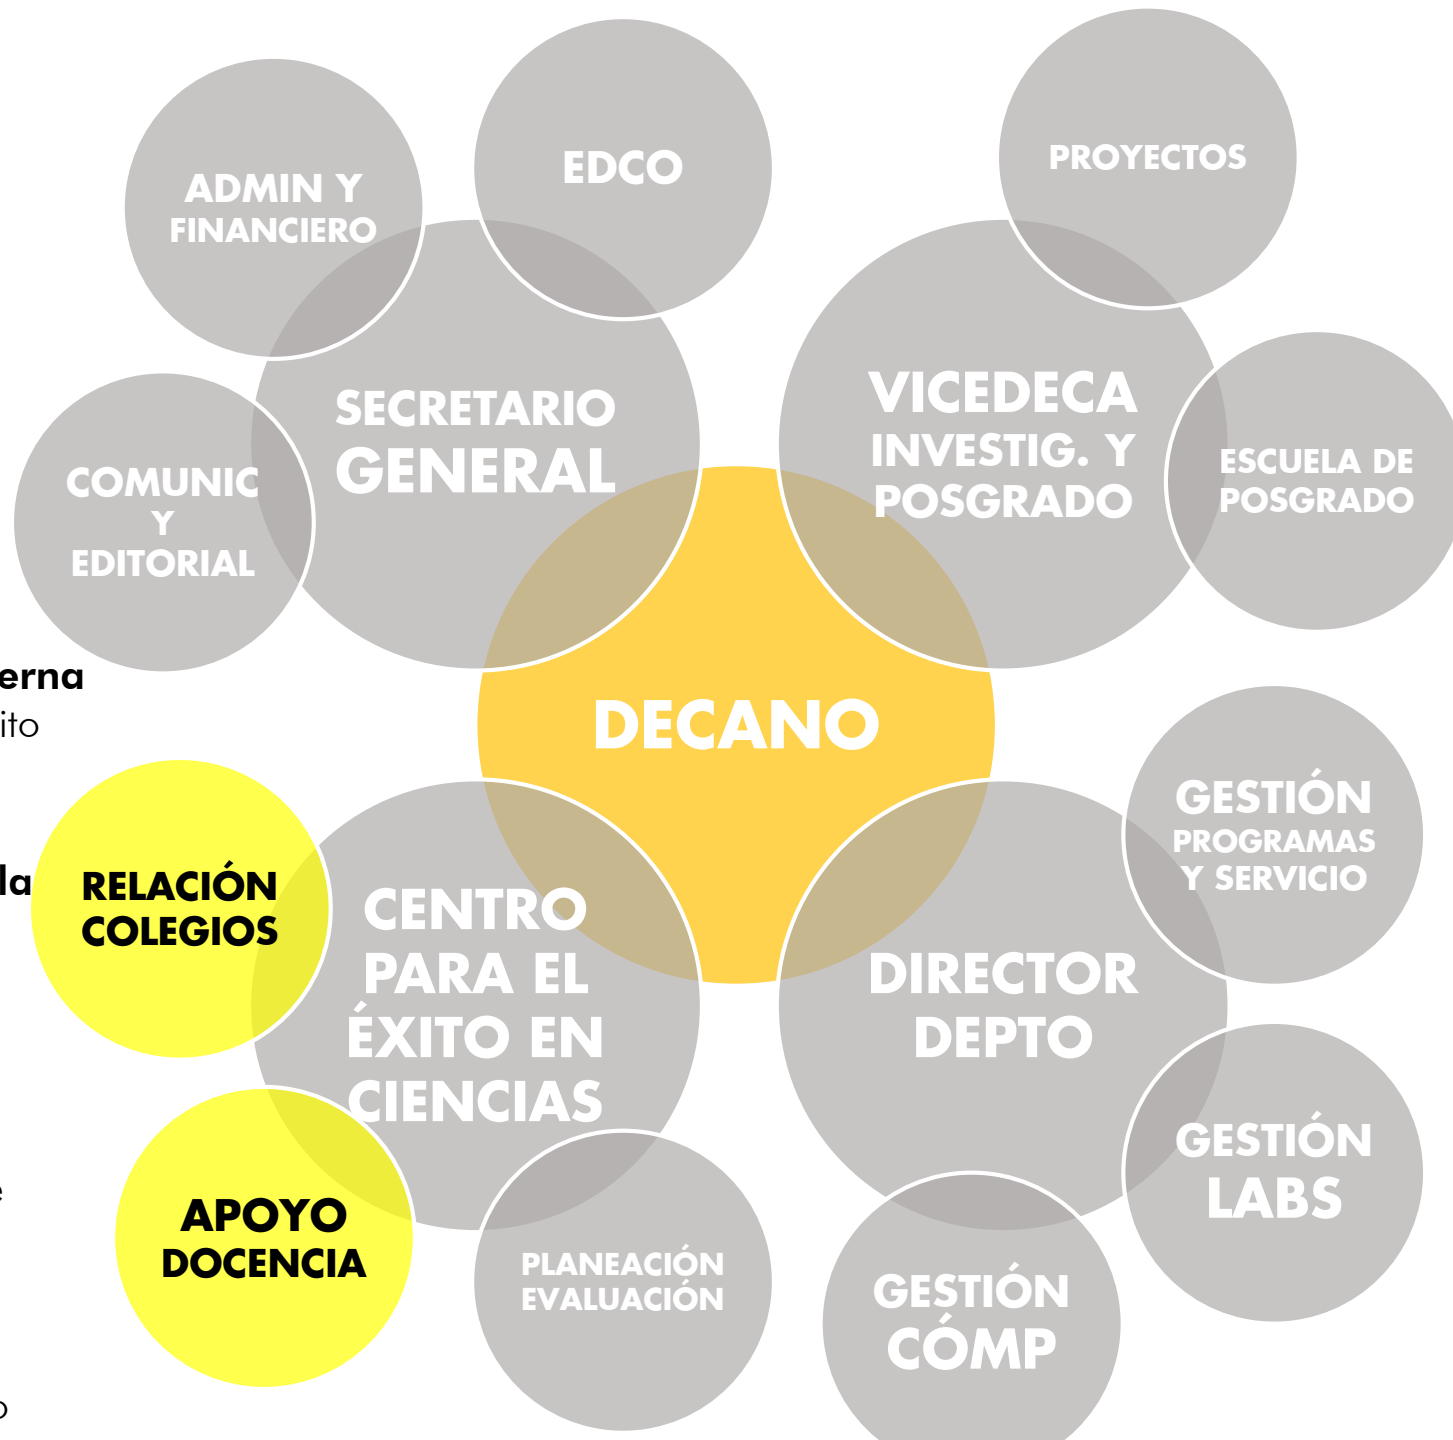 EDCO
PROYECTOS
ADMIN Y
FINANCIERO
SECRETARIO
GENERAL
VICEDECA
INVESTIG. Y
POSGRADO
ESCUELA DE
POSGRADO
COMUNIC
Y
EDITORIAL
erna
ito
DECANO
RELACIÓN
COLEGIOS
la
CENTRO
PARA EL
ÉXITO EN
CIENCIAS
GESTIÓN
PROGRAMAS
Y SERVICIO
DIRECTOR
DEPTO
GESTIÓN
LABS
e
APOYO
DOCENCIA
PLANEACIÓN
EVALUACIÓN
GESTIÓN
CÓMP
o